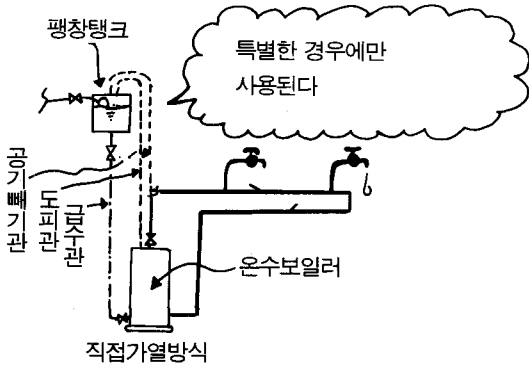 팽창탱크
특별한 경우에만
사용된다
공기빼기관
도피관
급수관
온수보일러
직접가열방식